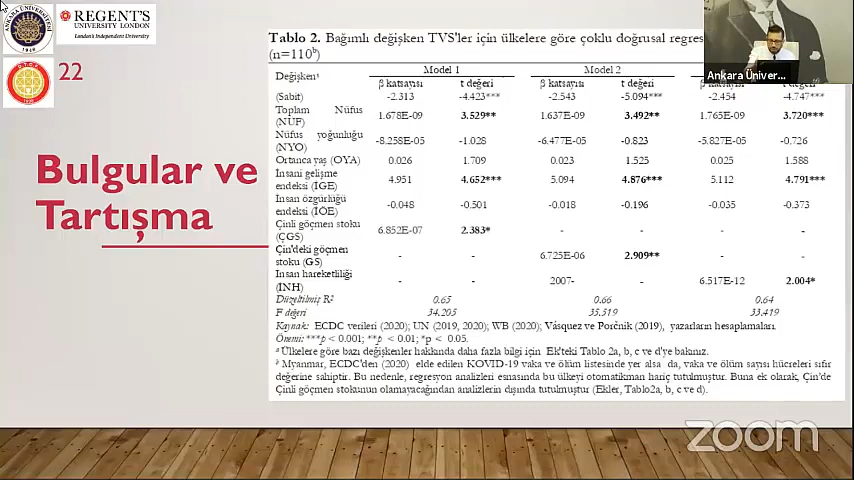 ANKARA ÜNİVERSİTESİ
1946
REGENT'S
UNIVERSITY LONDON
London's Independent University
22
Bulgular ve
Tartışma
Tablo 2. Bağımlı değişken TVS'ler için ülkelere göre çoklu doğrusal
(n=110ᵇ)
Değişkenᵃ Model 1 Model 2
β katsayısı t değeri β katsayısı t değeri β katsayısı t değeri
(Sabit) -2.313 -4.423*** -2.543 -5.094*** -2.454 -4.747***
Toplam Nüfus (NUF) 1.678E-09 3.529** 1.637E-09 3.492** 1.765E-09 3.720***
Nüfus yoğunluğu (NYO) -8.258E-05 -1.028 -6.477E-05 -0.823 -5.827E-05 -0,726
Ortanca yaş (OYA) 0.026 1.709 0.023 1.525 0.025 1.588
İnsani gelişme endeksi (İGE) 4.951 4.652*** 5.094 4.876*** 5.112 4.791***
İnsan özgürlüğü endeksi (İÖE) -0.048 -0.501 -0.018 -0.196 -0.035 -0.373
Çinli göçmen stoku (ÇGS) 6.852E-07 2.383* - - - -
Çin'deki göçmen stoku (GS) - - 6.725E-06 2.909** - -
İnsan hareketliliği (İNH) - - 2007- - 6.517E-12 2.004*
Düzeltilmiş R² 0.65 0.66 0.64
F değeri 34.205 35.519 33.419
Kaynak: ECDC verileri (2020); UN (2019, 2020); WB (2020); Vásquez ve Porčnik (2019), yazarların hesaplamaları.
Önemi: ***p < 0.001; **p < 0.01; *p < 0.05.
ᵃ Ülkelere göre bazı değişkenler hakkında daha fazla bilgi için Ek'teki Tablo 2a, b, c ve d'ye bakınız.
ᵇ Myanmar, ECDC'den (2020) elde edilen KOVID-19 vaka ve ölüm listesinde yer alsa da, vaka ve ölüm sayısı hücreleri sıfır
değerine sahiptir. Bu nedenle, regresyon analizleri esnasında bu ülkeyi otomatikman hariç tutulmuştur. Buna ek olarak, Çin'de
Çinli göçmen stokunun olamayacağından analizlerin dışında tutulmuştur (Ekler, Tablo2a, b, c ve d).
Ankara Üniver...
zoom